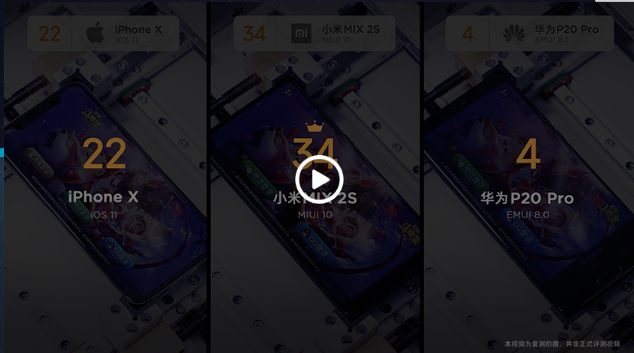 22 iPhone X
iOS 11
34 小米MIX 2S
MIUI 10
4 华为P20 Pro
EMUI 8.1
22
iPhone X
iOS 11
34
小米MIX 2S
MIUI 10
4
华为P20 Pro
EMUI 8.0
本视频为复测拍摄，并非正式评测视频